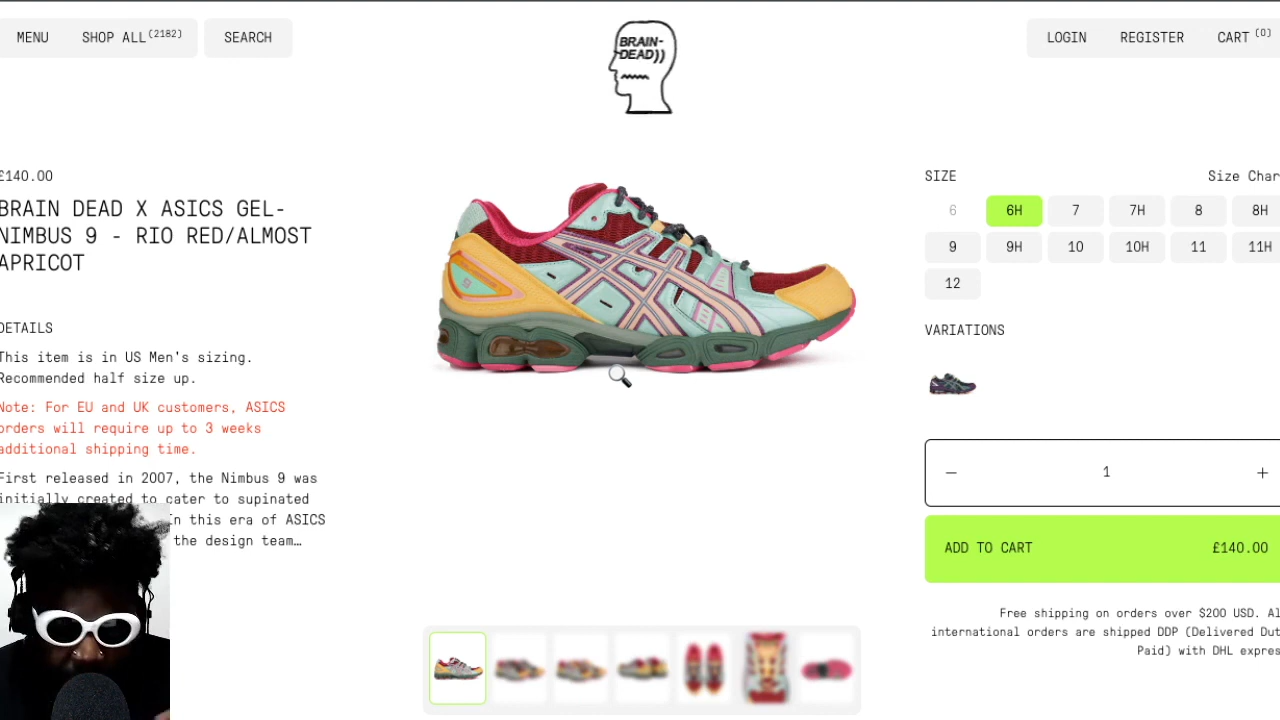 MENU
SHOP ALL(2182)
SEARCH
BRAIN-
DEAD))
LOGIN
REGISTER
CART (0)
£140.00
BRAIN DEAD X ASICS GEL-
NIMBUS 9 - RIO RED/ALMOST
APRICOT
DETAILS
This item is in US Men's sizing.
Recommended half size up.
Note: For EU and UK customers, ASICS
orders will require up to 3 weeks
additional shipping time.
First released in 2007, the Nimbus 9 was
initially created to cater to supinated
In this era of ASICS
the design team…
SIZE
Size Char
6 6H 7 7H 8 8H
9 9H 10 10H 11 11H
12
VARIATIONS
− 1 +
ADD TO CART £140.00
Free shipping on orders over $200 USD. Al
international orders are shipped DDP (Delivered Dut
Paid) with DHL expres